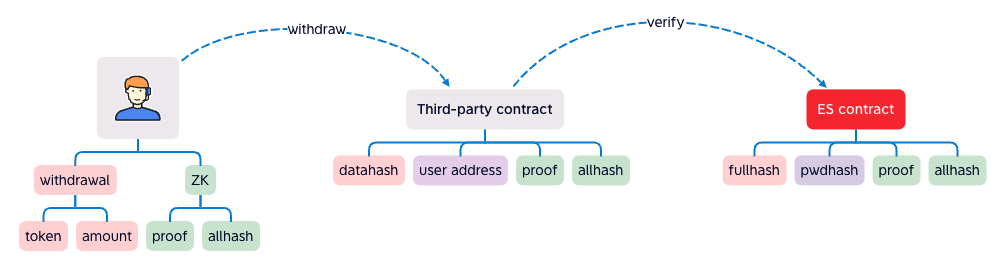 withdraw
verify
Third-party contract
ES contract
withdrawal
ZK
datahash
user address
proof
allhash
fullhash
pwdhash
proof
allhash
token
amount
proof
allhash